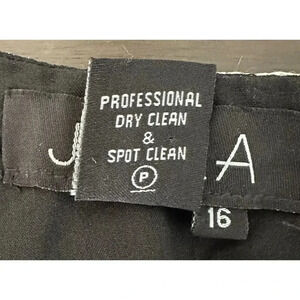 PROFESSIONAL
DRY CLEAN
&
SPOT CLEAN
P
16